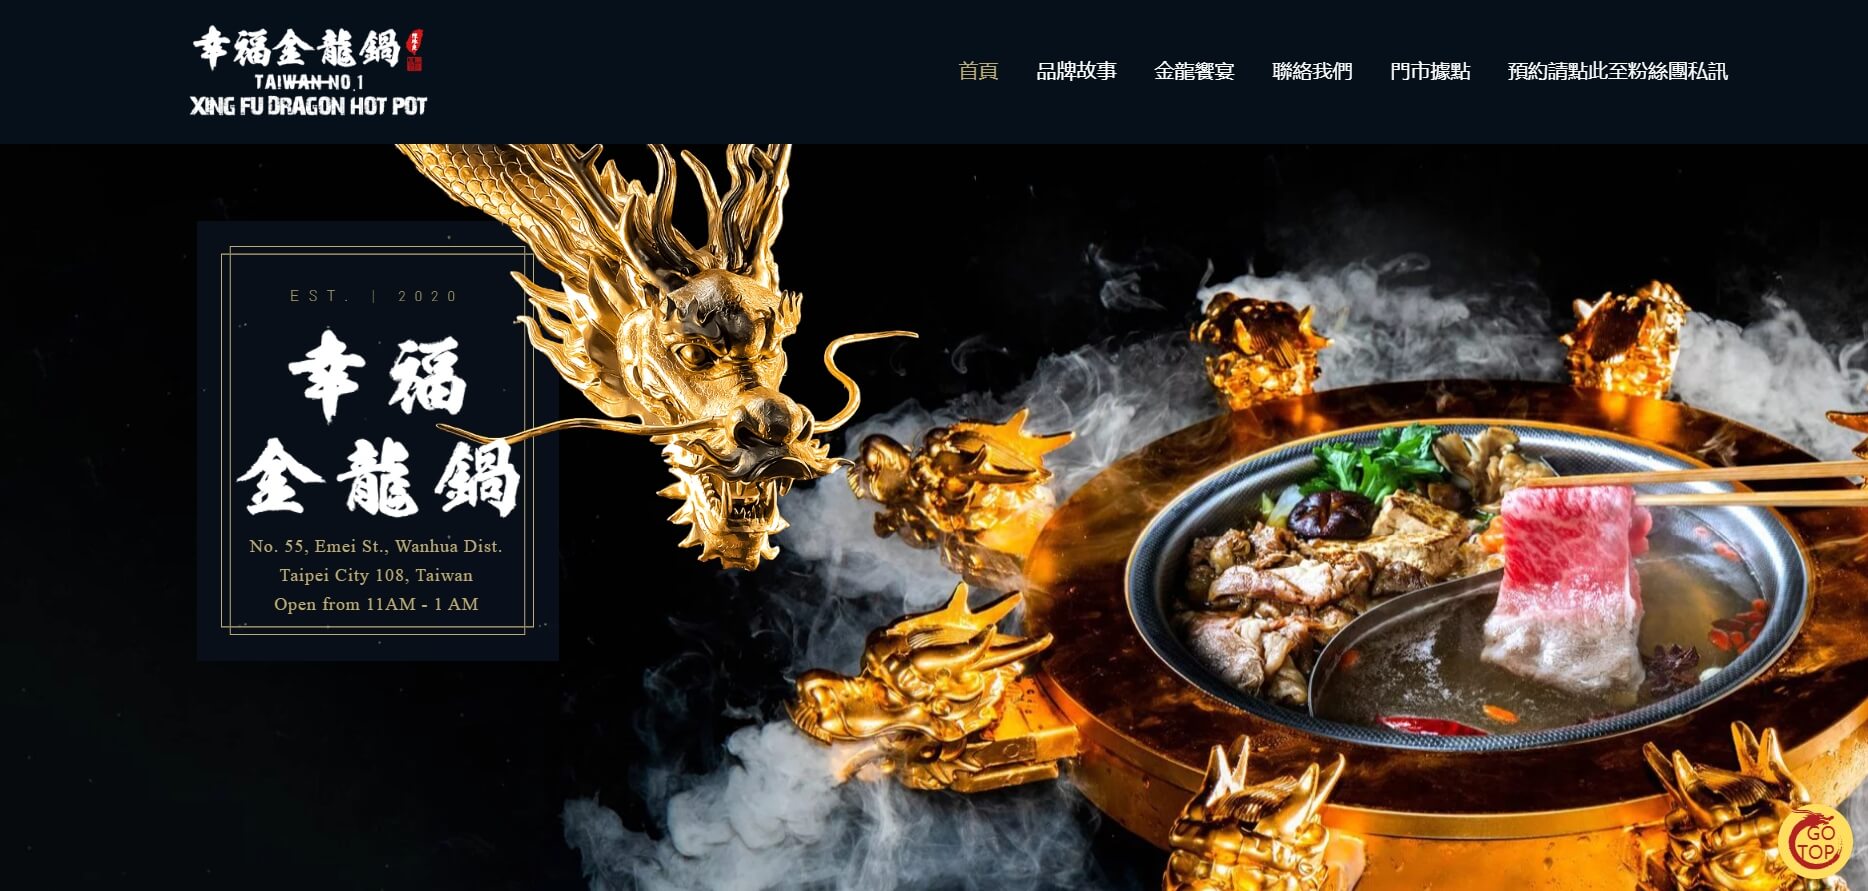 幸福金龍鍋
TAIWAN NO.1
XING FU DRAGON HOT POT
首頁
品牌故事
金龍饗宴
聯絡我們
門市據點
預約請點此至粉絲團私訊
EST. | 2020
幸福
金龍鍋
No. 55, Emei St., Wanhua Dist.
Taipei City 108, Taiwan
Open from 11AM - 1 AM
GO
TOP